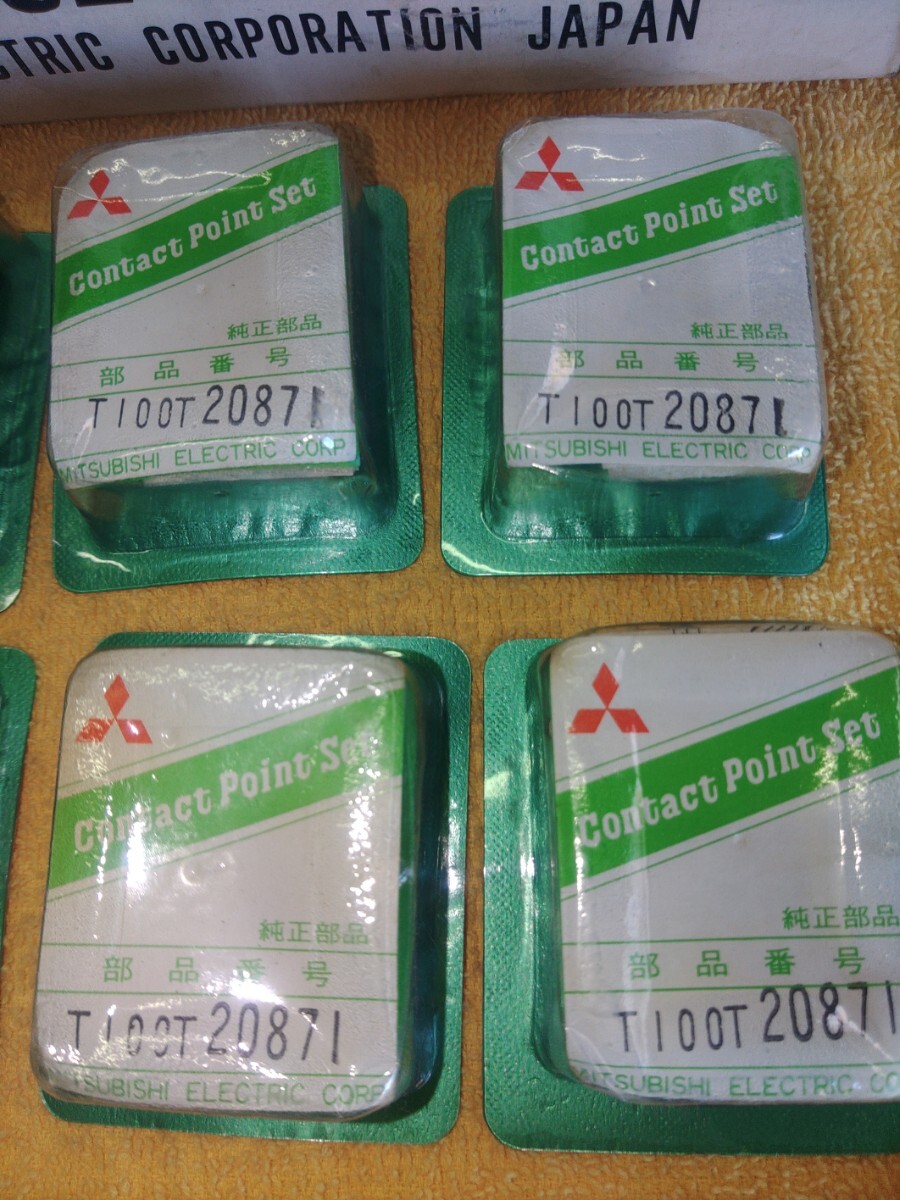 CTRIC CORPORATION JAPAN
Contact Point Set
純正部品
部品番号
T100T20871
MITSUBISHI ELECTRIC CORP
Contact Point Set
純正部品
部品番号
T100T20871
MITSUBISHI ELECTRIC CORP
Contact Point Set
純正部品
部品番号
T100T20871
MITSUBISHI ELECTRIC CORP
Contact Point Set
純正部品
部品番号
T100T20871
MITSUBISHI ELECTRIC CO